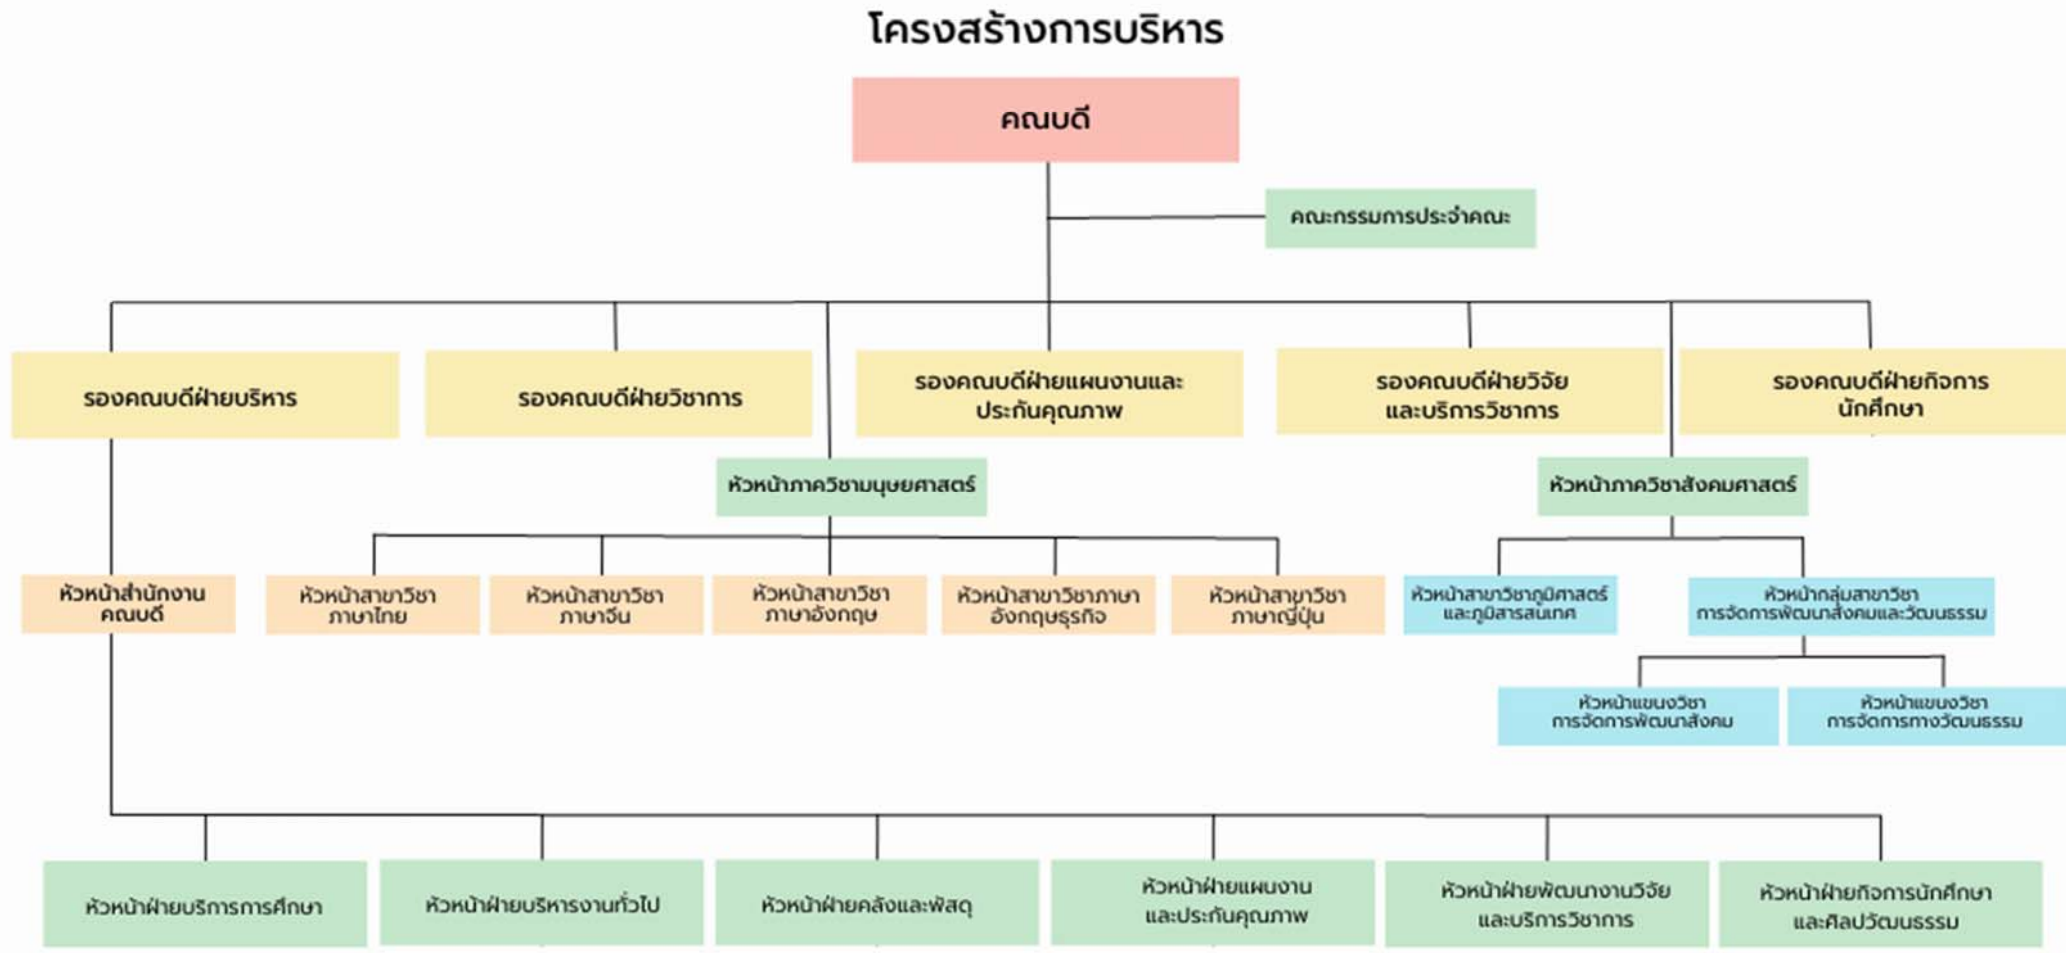 โครงสร้างการบริหาร
คณบดี
คณะกรรมการประจำคณะ
รองคณบดีฝ่ายบริหาร
รองคณบดีฝ่ายวิชาการ
รองคณบดีฝ่ายแผนงานและ
ประกันคุณภาพ
รองคณบดีฝ่ายวิจัย
และบริการวิชาการ
รองคณบดีฝ่ายกิจการ
นักศึกษา
หัวหน้าภาควิชามนุษยศาสตร์
หัวหน้าภาควิชาสังคมศาสตร์
หัวหน้าสำนักงาน
คณบดี
หัวหน้าสาขาวิชา
ภาษาไทย
หัวหน้าสาขาวิชา
ภาษาจีน
หัวหน้าสาขาวิชา
ภาษาอังกฤษ
หัวหน้าสาขาวิชาภาษา
อังกฤษธุรกิจ
หัวหน้าสาขาวิชา
ภาษาญี่ปุ่น
หัวหน้าสาขาวิชาภูมิศาสตร์
และภูมิสารสนเทศ
หัวหน้ากลุ่มสาขาวิชา
การจัดการพัฒนาสังคมและวัฒนธรรม
หัวหน้าแขนงวิชา
การจัดการพัฒนาสังคม
หัวหน้าแขนงวิชา
การจัดการทางวัฒนธรรม
หัวหน้าฝ่ายบริการการศึกษา
หัวหน้าฝ่ายบริหารงานทั่วไป
หัวหน้าฝ่ายคลังและพัสดุ
หัวหน้าฝ่ายแผนงาน
และประกันคุณภาพ
หัวหน้าฝ่ายพัฒนางานวิจัย
และบริการวิชาการ
หัวหน้าฝ่ายกิจการนักศึกษา
และศิลปวัฒนธรรม